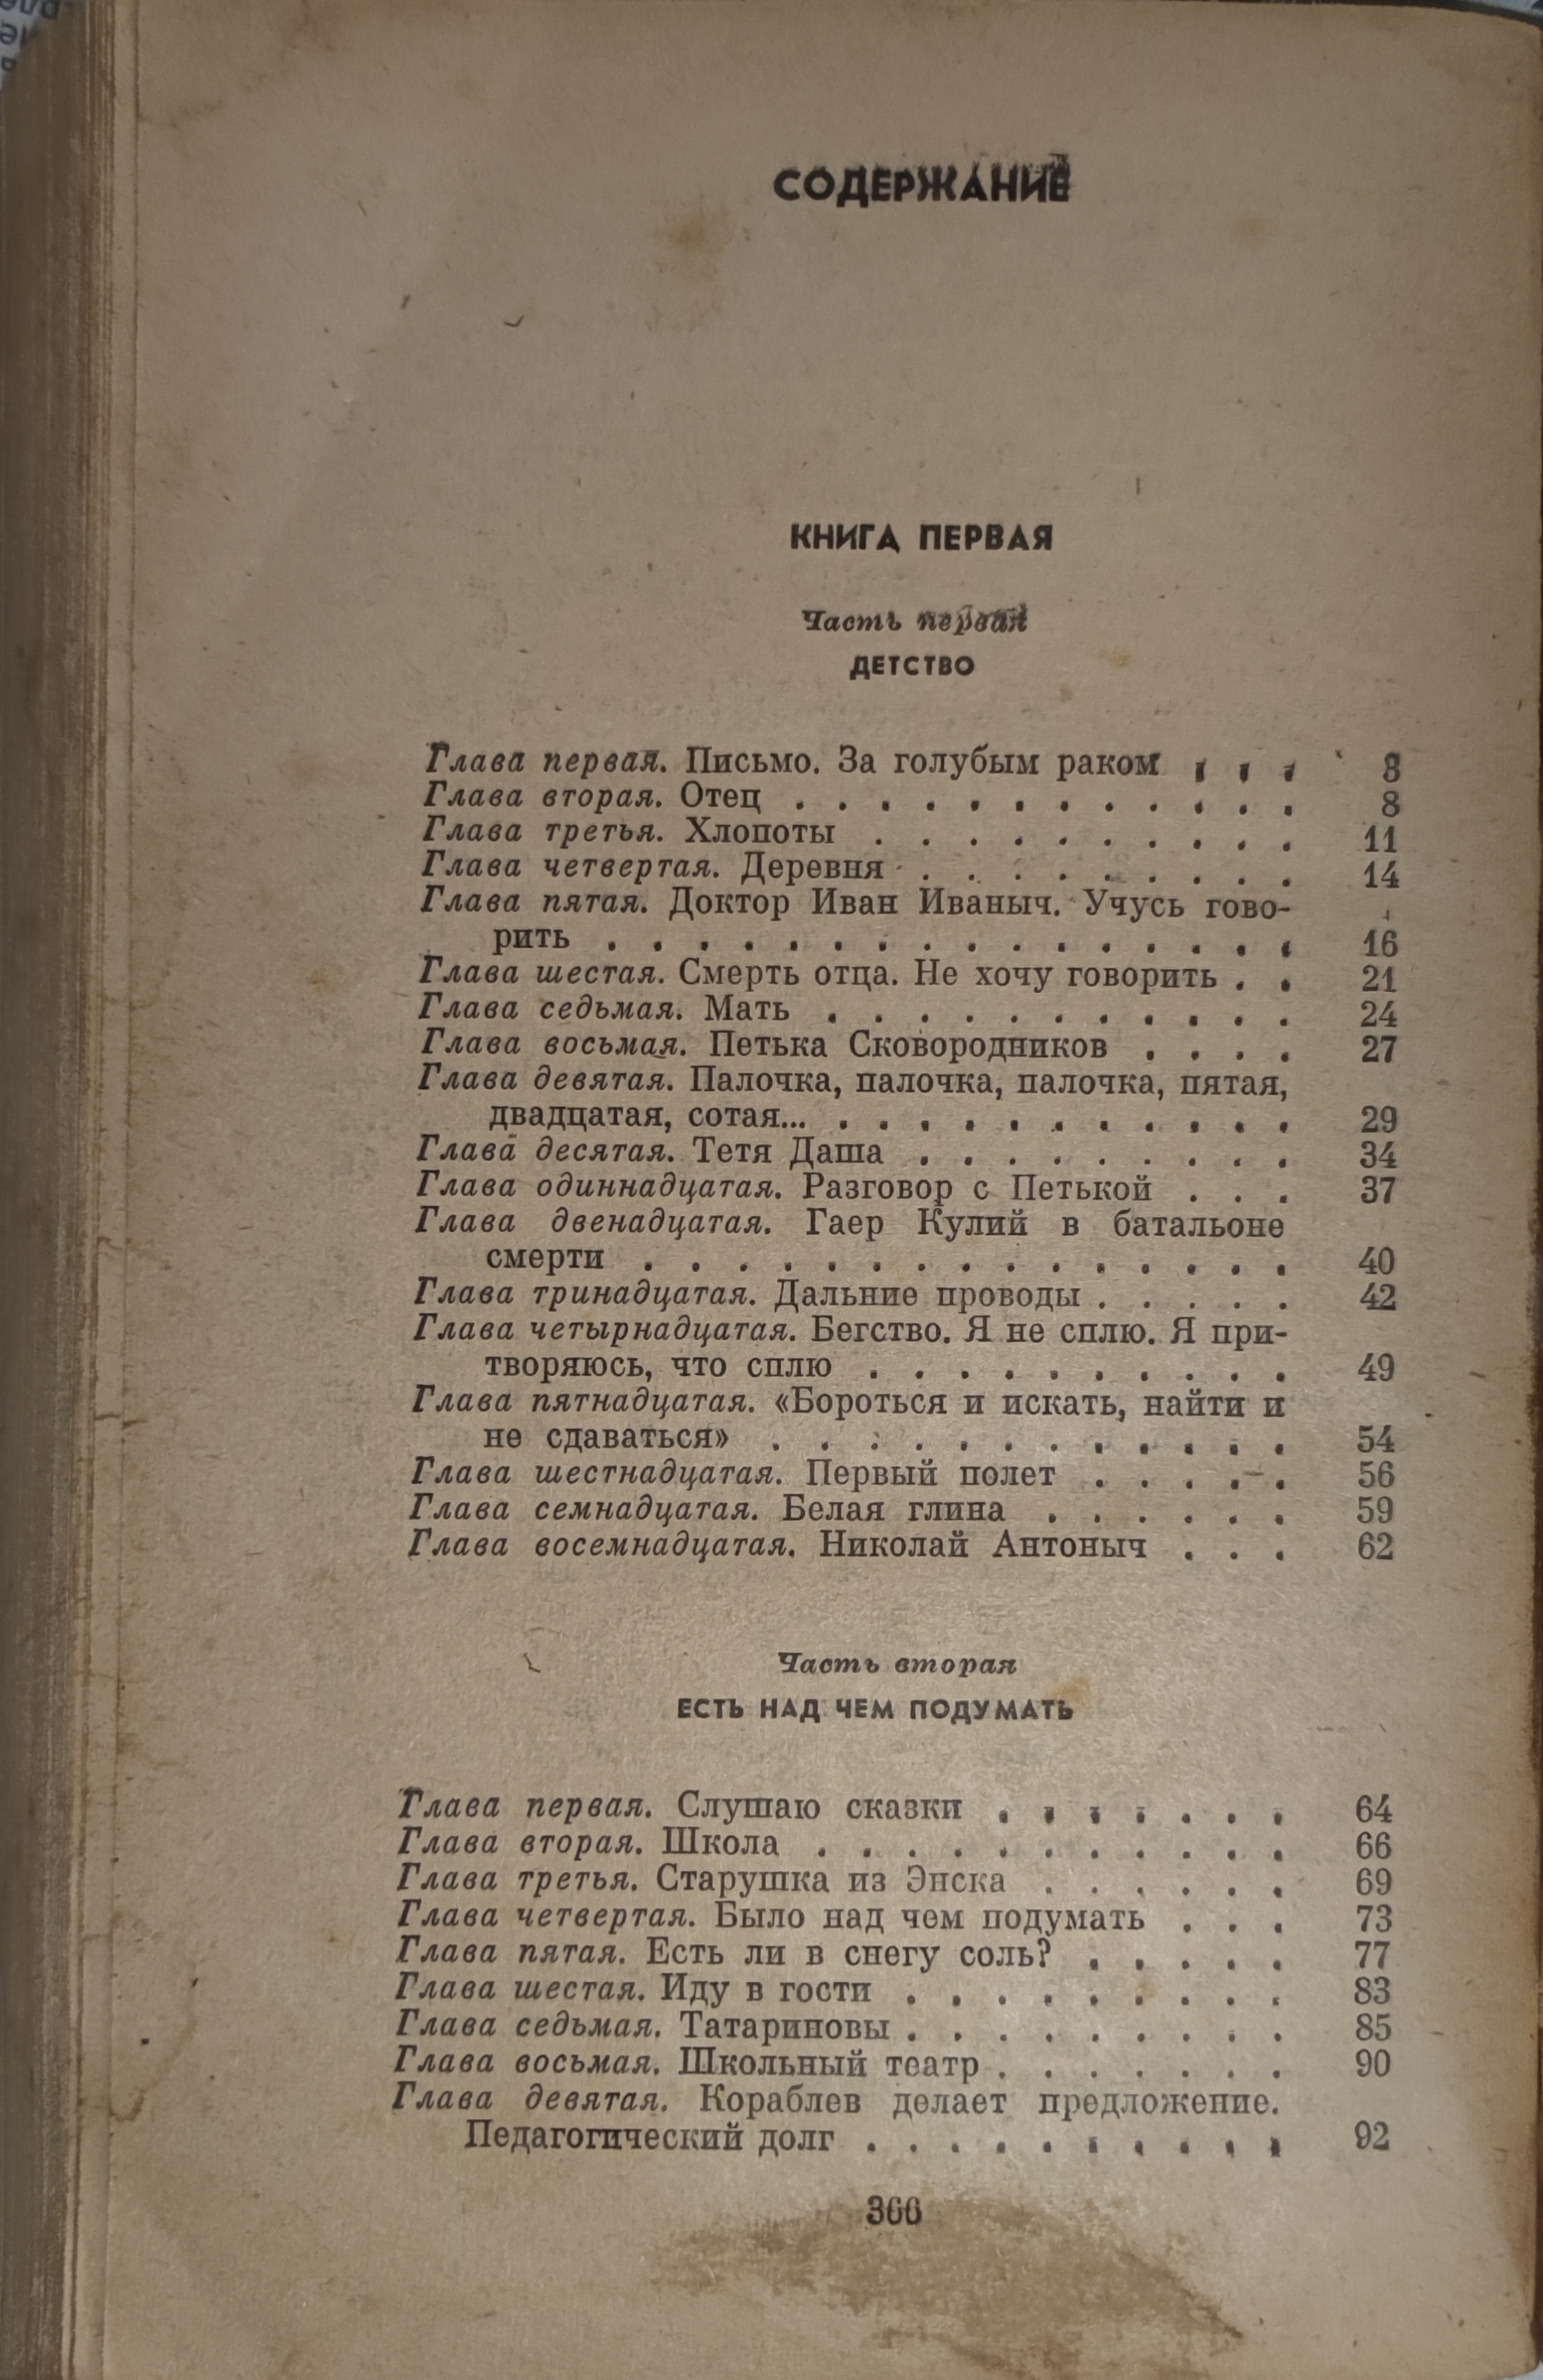 СОДЕРЖАНИЕ
КНИГА ПЕРВАЯ
Часть первая
ДЕТСТВО
Глава первая. Письмо. За голубым раком . . . 3
Глава вторая. Отец . . . . . . . . . . . . 8
Глава третья. Хлопоты . . . . . . . . . . 11
Глава четвертая. Деревня . . . . . . . . . 14
Глава пятая. Доктор Иван Иваныч. Учусь гово-
рить . . . . . . . . . . . . . . . . 16
Глава шестая. Смерть отца. Не хочу говорить . . 21
Глава седьмая. Мать . . . . . . . . . . . 24
Глава восьмая. Петька Сковородников . . . . 27
Глава девятая. Палочка, палочка, палочка, пятая,
двадцатая, сотая... . . . . . . . . . . . 29
Глава десятая. Тетя Даша . . . . . . . . . 34
Глава одиннадцатая. Разговор с Петькой . . . 37
Глава двенадцатая. Гаер Кулий в батальоне
смерти . . . . . . . . . . . . . . . 40
Глава тринадцатая. Дальние проводы . . . . . 42
Глава четырнадцатая. Бегство. Я не сплю. Я при-
творяюсь, что сплю . . . . . . . . . . 49
Глава пятнадцатая. «Бороться и искать, найти и
не сдаваться» . . . . . . . . . . . . 54
Глава шестнадцатая. Первый полет . . . . . 56
Глава семнадцатая. Белая глина . . . . . . 59
Глава восемнадцатая. Николай Антоныч . . . 62
Часть вторая
ЕСТЬ НАД ЧЕМ ПОДУМАТЬ
Глава первая. Слушаю сказки . . . . . . . 64
Глава вторая. Школа . . . . . . . . . . . 66
Глава третья. Старушка из Энска . . . . . . 69
Глава четвертая. Было над чем подумать . . . 73
Глава пятая. Есть ли в снегу соль? . . . . . 77
Глава шестая. Иду в гости . . . . . . . . . 83
Глава седьмая. Татариновы . . . . . . . . . 85
Глава восьмая. Школьный театр . . . . . . . 90
Глава девятая. Кораблев делает предложение.
Педагогический долг . . . . . . . . . . 92